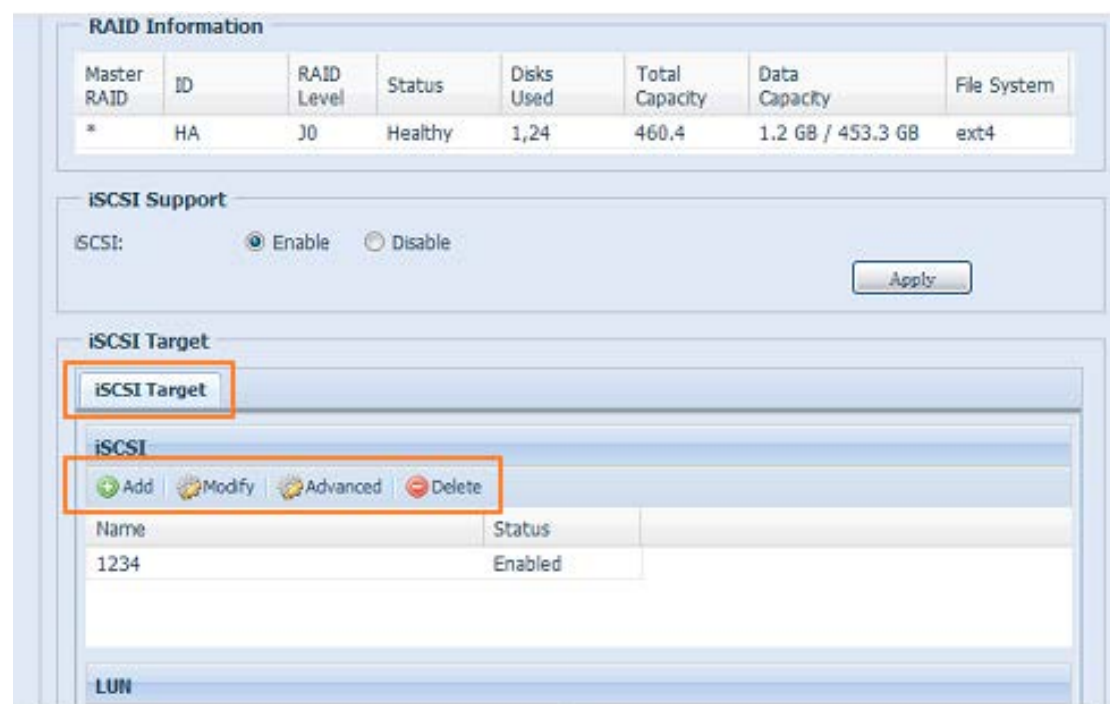 RAID Information
Master RAID ID RAID Level Status Disks Used Total Capacity Data Capacity File System
* HA J0 Healthy 1,24 460.4 1.2 GB / 453.3 GB ext4
iSCSI Support
iSCSI: Enable Disable
Apply
iSCSI Target
iSCSI Target
iSCSI
Add Modify Advanced Delete
Name Status
1234 Enabled
LUN